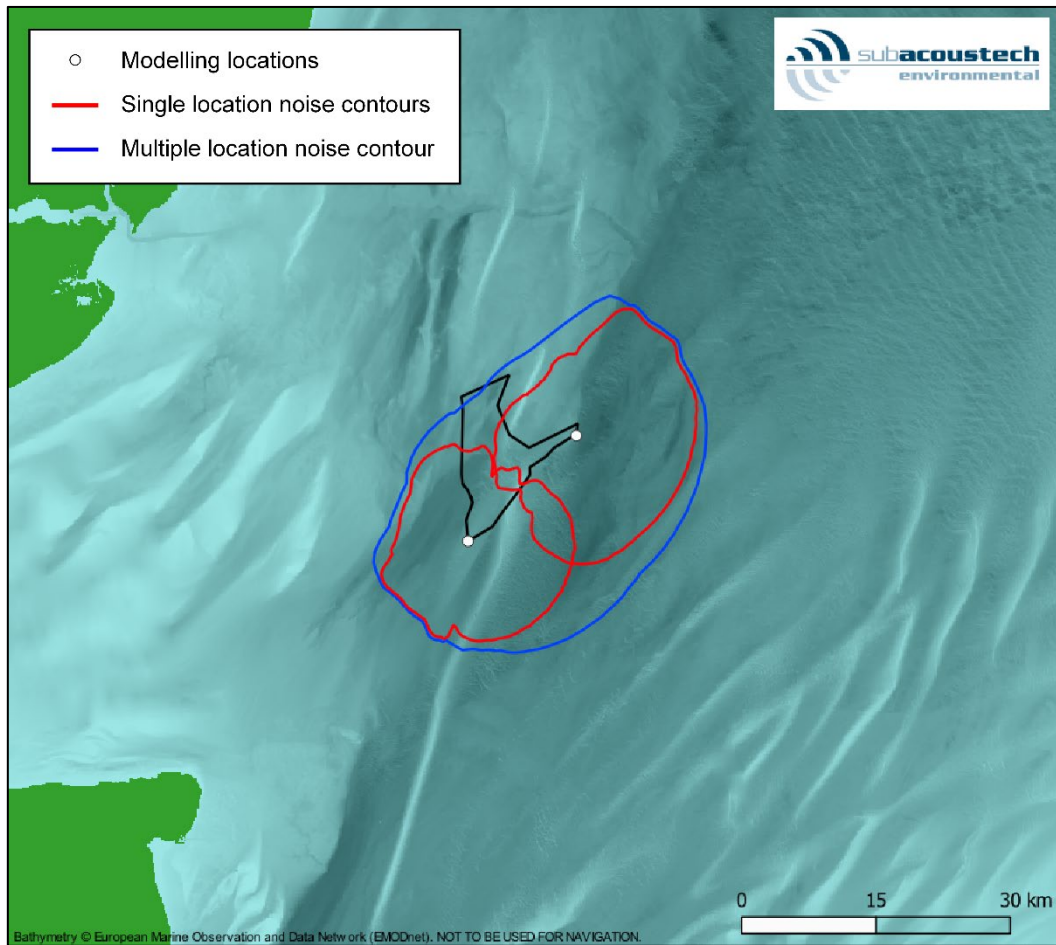 Modelling locations
Single location noise contours
Multiple location noise contour
subacoustech
environmental
0 15 30 km
Bathymetry © European Marine Observation and Data Network (EMODnet). NOT TO BE USED FOR NAVIGATION.